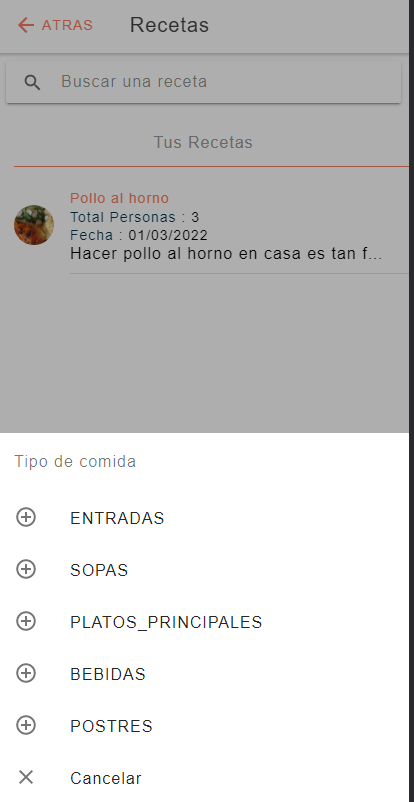 ATRAS Recetas
Buscar una receta
Tus Recetas
Pollo al horno
Total Personas : 3
Fecha : 01/03/2022
Hacer pollo al horno en casa es tan f...
Tipo de comida
ENTRADAS
SOPAS
PLATOS_PRINCIPALES
BEBIDAS
POSTRES
Cancelar